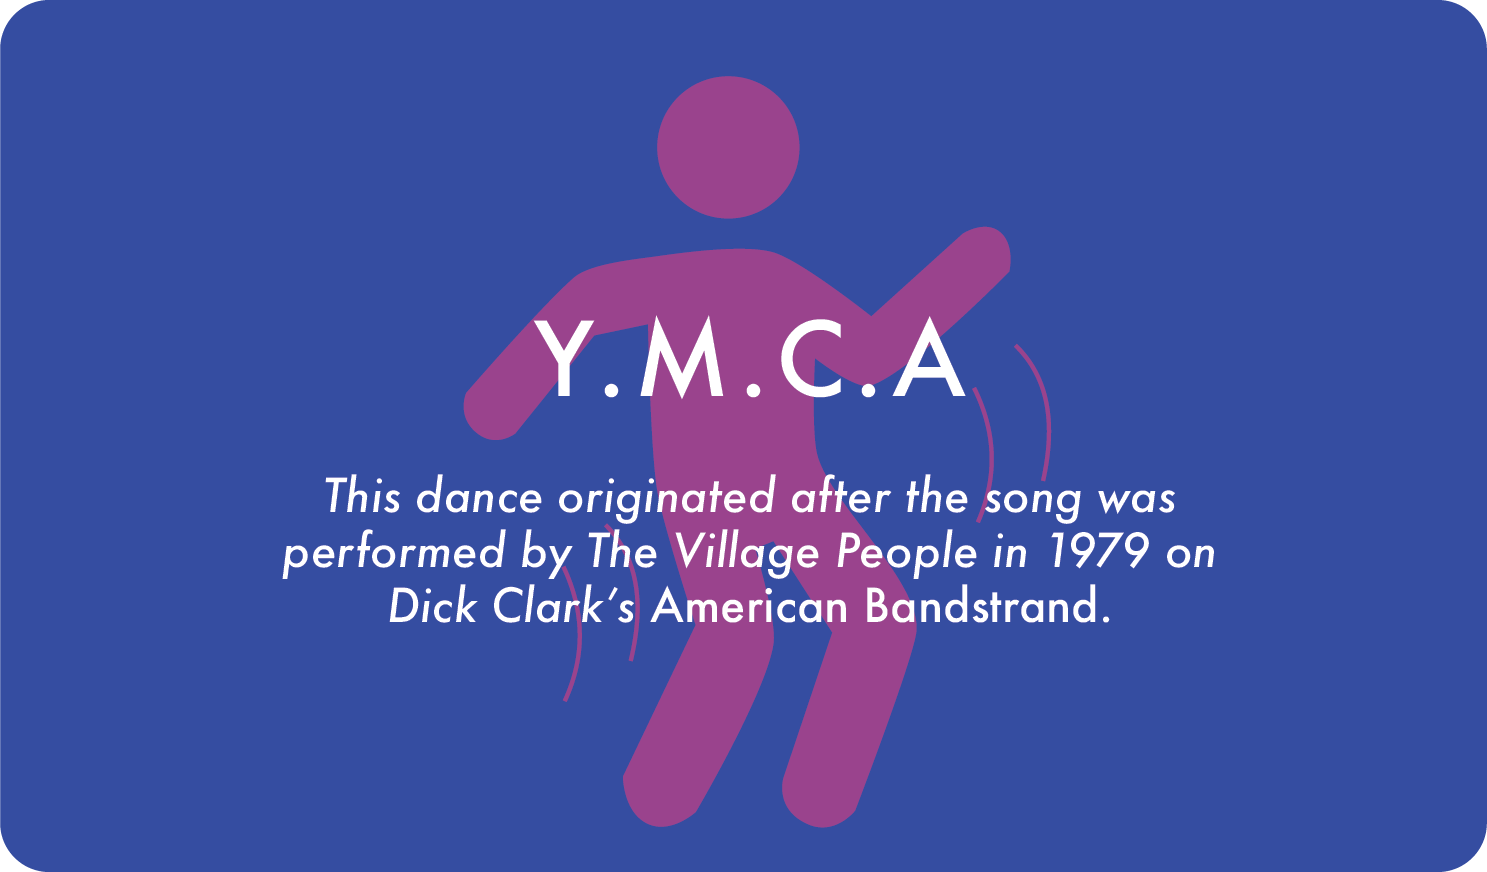 Y.M.C.A
This dance originated after the song was
performed by The Village People in 1979 on
Dick Clark's American Bandstrand.